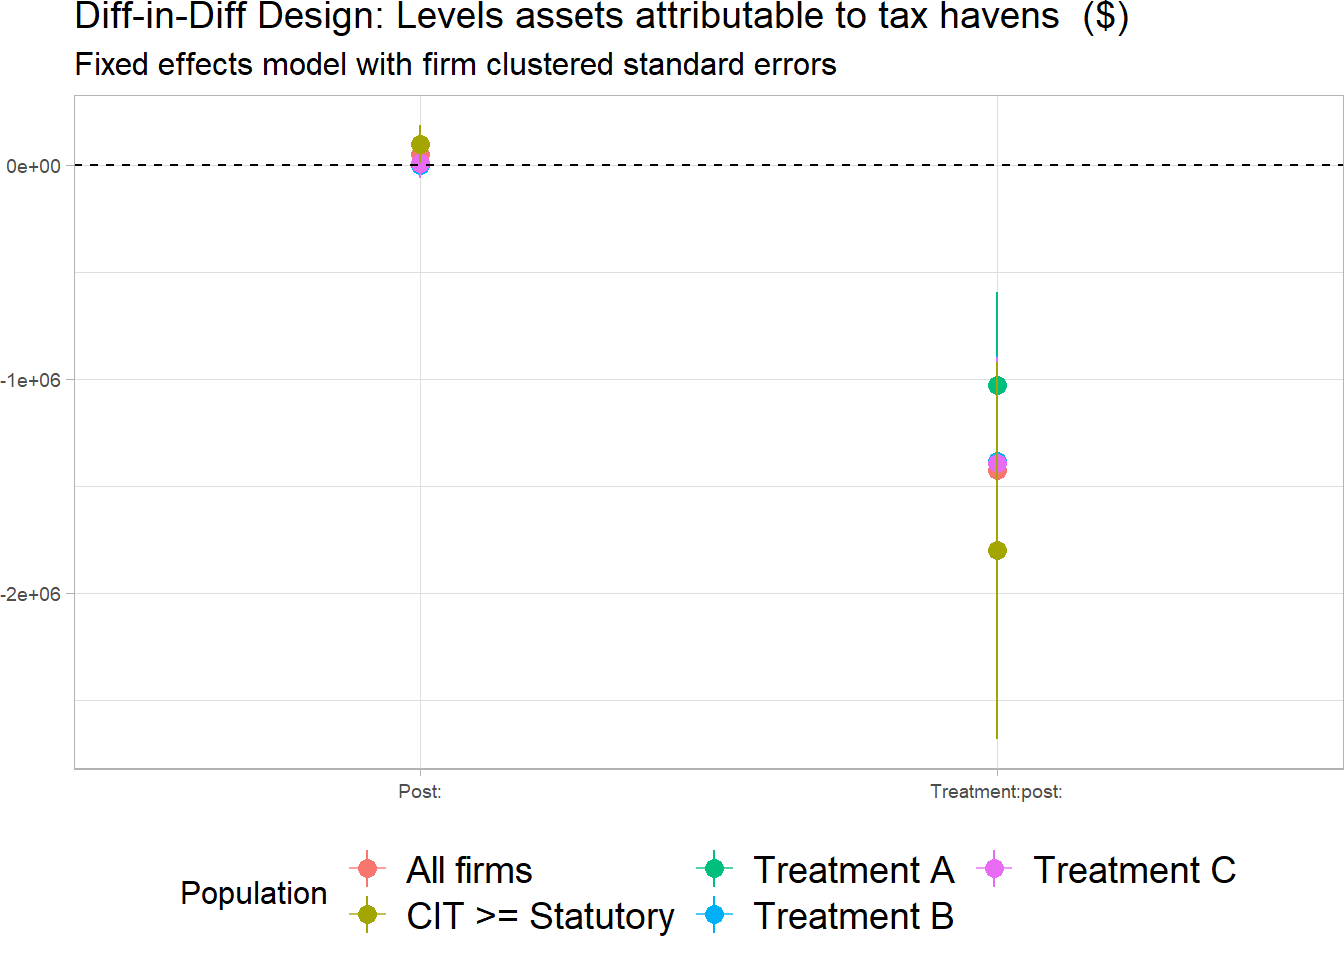 Diff-in-Diff Design: Levels assets attributable to tax havens  ($)
Fixed effects model with firm clustered standard errors
0e+00
-1e+06
-2e+06
Post:
Treatment:post:
Population
All firms
Treatment A
Treatment C
CIT >= Statutory
Treatment B